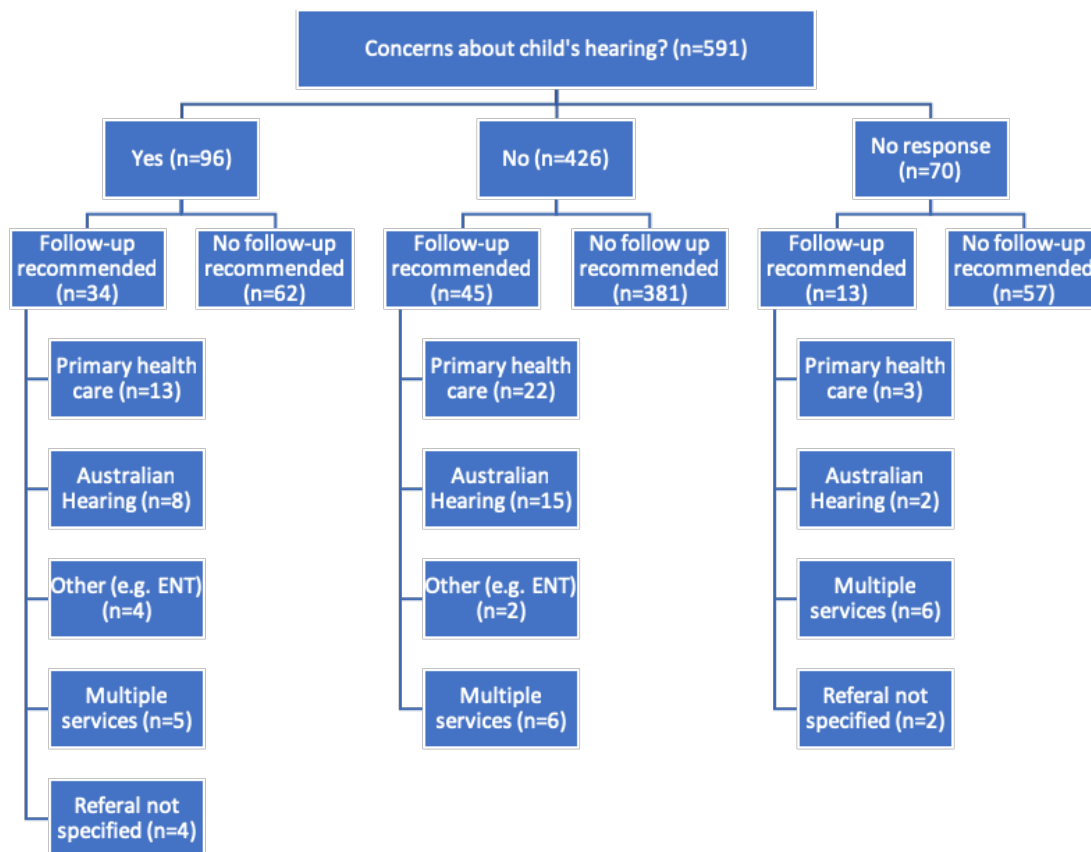 Concerns about child's hearing? (n=591)
Yes (n=96)
No (n=426)
No response
(n=70)
Follow-up
recommended
(n=34)
No follow-up
recommended
(n=62)
Follow-up
recommended
(n=45)
No follow up
recommended
(n=381)
Follow-up
recommended
(n=13)
No follow-up
recommended
(n=57)
Primary health
care (n=13)
Australian
Hearing (n=8)
Other (e.g. ENT)
(n=4)
Multiple
services (n=5)
Referal not
specified (n=4)
Primary health
care (n=22)
Australian
Hearing (n=15)
Other (e.g. ENT)
(n=2)
Multiple
services (n=6)
Primary health
care (n=3)
Australian
Hearing (n=2)
Multiple
services (n=6)
Referal not
specified (n=2)